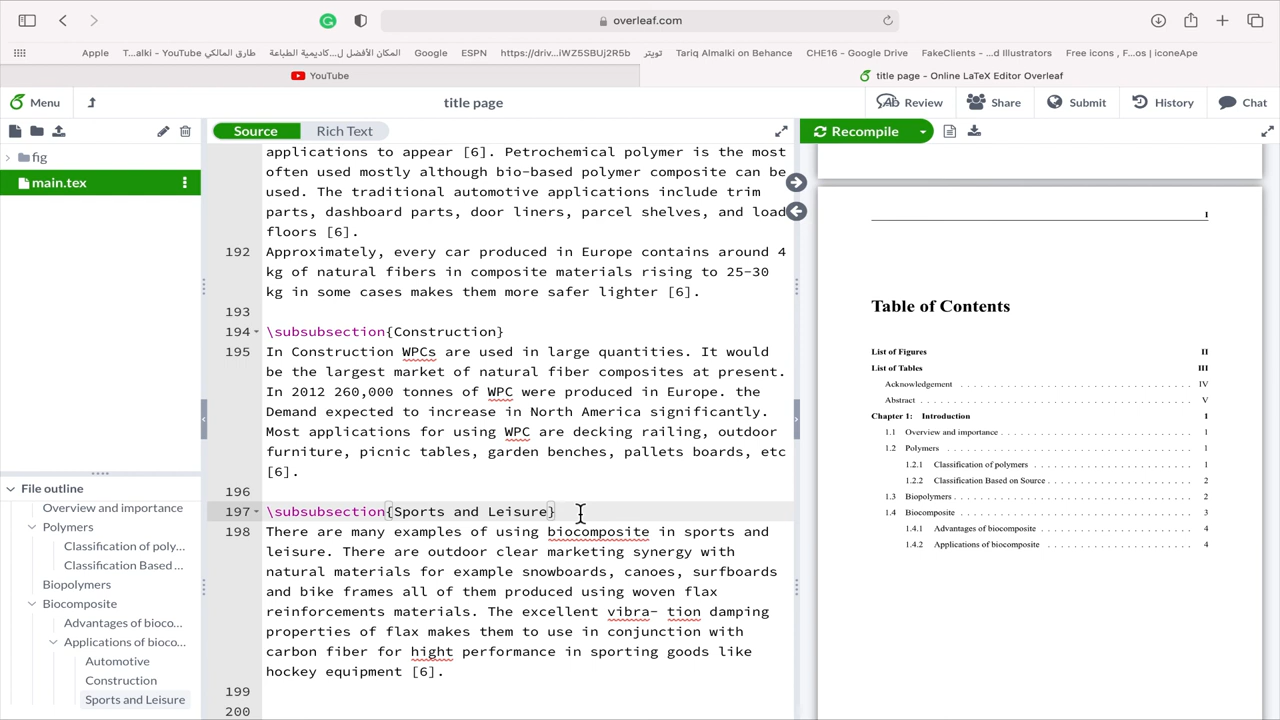 overleaf.com
Apple
طارق المالكي - YouTube
T...alki
المكان الأفضل ل...كاديمية الطباعة
Google
ESPN
https://driv...iWZ5SBUj2R5b
تويتر
Tariq Almalki on Behance
CHE16 - Google Drive
FakeClients - ...d Illustrators
Free icons , F...os | iconeApe
YouTube
title page - Online LaTeX Editor Overleaf
Menu
title page
Review
Share
Submit
History
Chat
Source
Rich Text
Recompile
fig
main.tex
applications to appear [6]. Petrochemical polymer is the most
often used mostly although bio-based polymer composite can be
used. The traditional automotive applications include trim
parts, dashboard parts, door liners, parcel shelves, and load
floors [6].
192 Approximately, every car produced in Europe contains around 4
kg of natural fibers in composite materials rising to 25-30
kg in some cases makes them more safer lighter [6].
193
194 \subsubsection{Construction}
195 In Construction WPCs are used in large quantities. It would
be the largest market of natural fiber composites at present.
In 2012 260,000 tonnes of WPC were produced in Europe. the
Demand expected to increase in North America significantly.
Most applications for using WPC are decking railing, outdoor
furniture, picnic tables, garden benches, pallets boards, etc
[6].
196
197 \subsubsection{Sports and Leisure}
198 There are many examples of using biocomposite in sports and
leisure. There are outdoor clear marketing synergy with
natural materials for example snowboards, canoes, surfboards
and bike frames all of them produced using woven flax
reinforcements materials. The excellent vibra- tion damping
properties of flax makes them to use in conjunction with
carbon fiber for hight performance in sporting goods like
hockey equipment [6].
199
200
File outline
Overview and importance
Polymers
Classification of poly...
Classification Based ...
Biopolymers
Biocomposite
Advantages of bioco...
Applications of bioco...
Automotive
Construction
Sports and Leisure
I
Table of Contents
List of Figures II
List of Tables III
Acknowledgement IV
Abstract V
Chapter 1: Introduction 1
1.1 Overview and importance 1
1.2 Polymers 1
1.2.1 Classification of polymers 1
1.2.2 Classification Based on Source 2
1.3 Biopolymers 2
1.4 Biocomposite 3
1.4.1 Advantages of biocomposite 4
1.4.2 Applications of biocomposite 4